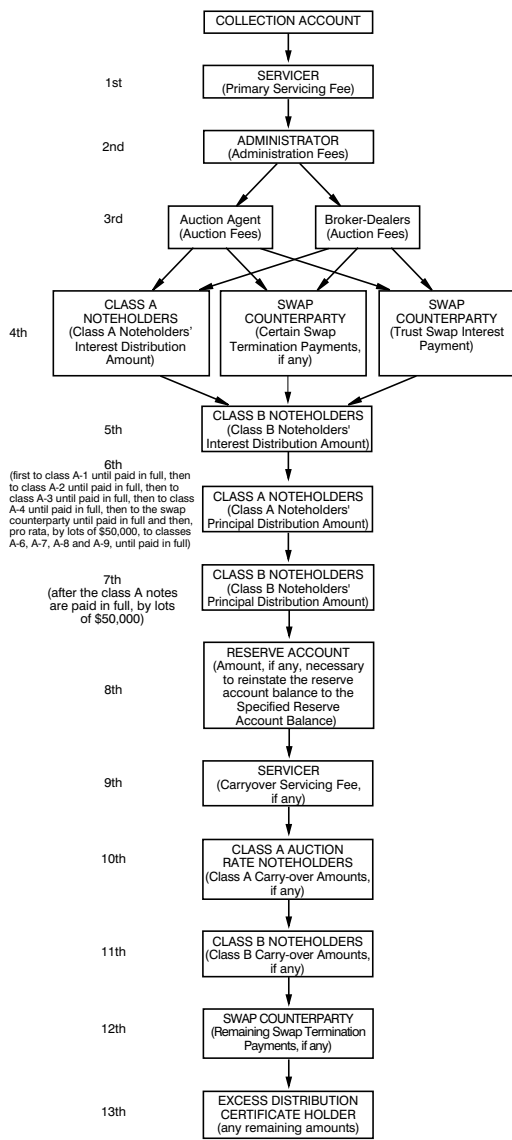 COLLECTION ACCOUNT
1st
SERVICER
(Primary Servicing Fee)
2nd
ADMINISTRATOR
(Administration Fees)
3rd
Auction Agent
(Auction Fees)
Broker-Dealers
(Auction Fees)
4th
CLASS A
NOTEHOLDERS
(Class A Noteholders'
Interest Distribution
Amount)
SWAP
COUNTERPARTY
(Certain Swap
Termination Payments,
if any)
SWAP
COUNTERPARTY
(Trust Swap Interest
Payment)
5th
CLASS B NOTEHOLDERS
(Class B Noteholders'
Interest Distribution Amount)
6th
(first to class A-1 until paid in full, then
to class A-2 until paid in full, then to
class A-3 until paid in full, then to class
A-4 until paid in full, then to the swap
counterparty until paid in full and then,
pro rata, by lots of $50,000, to classes
A-6, A-7, A-8 and A-9, until paid in full)
CLASS A NOTEHOLDERS
(Class A Noteholders'
Principal Distribution Amount)
7th
(after the class A notes
are paid in full, by lots
of $50,000)
CLASS B NOTEHOLDERS
(Class B Noteholders'
Principal Distribution Amount)
8th
RESERVE ACCOUNT
(Amount, if any, necessary
to reinstate the reserve
account balance to the
Specified Reserve
Account Balance)
9th
SERVICER
(Carryover Servicing Fee,
if any)
10th
CLASS A AUCTION
RATE NOTEHOLDERS
(Class A Carry-over Amounts,
if any)
11th
CLASS B NOTEHOLDERS
(Class B Carry-over Amounts,
if any)
12th
SWAP COUNTERPARTY
(Remaining Swap Termination
Payments, if any)
13th
EXCESS DISTRIBUTION
CERTIFICATE HOLDER
(any remaining amounts)